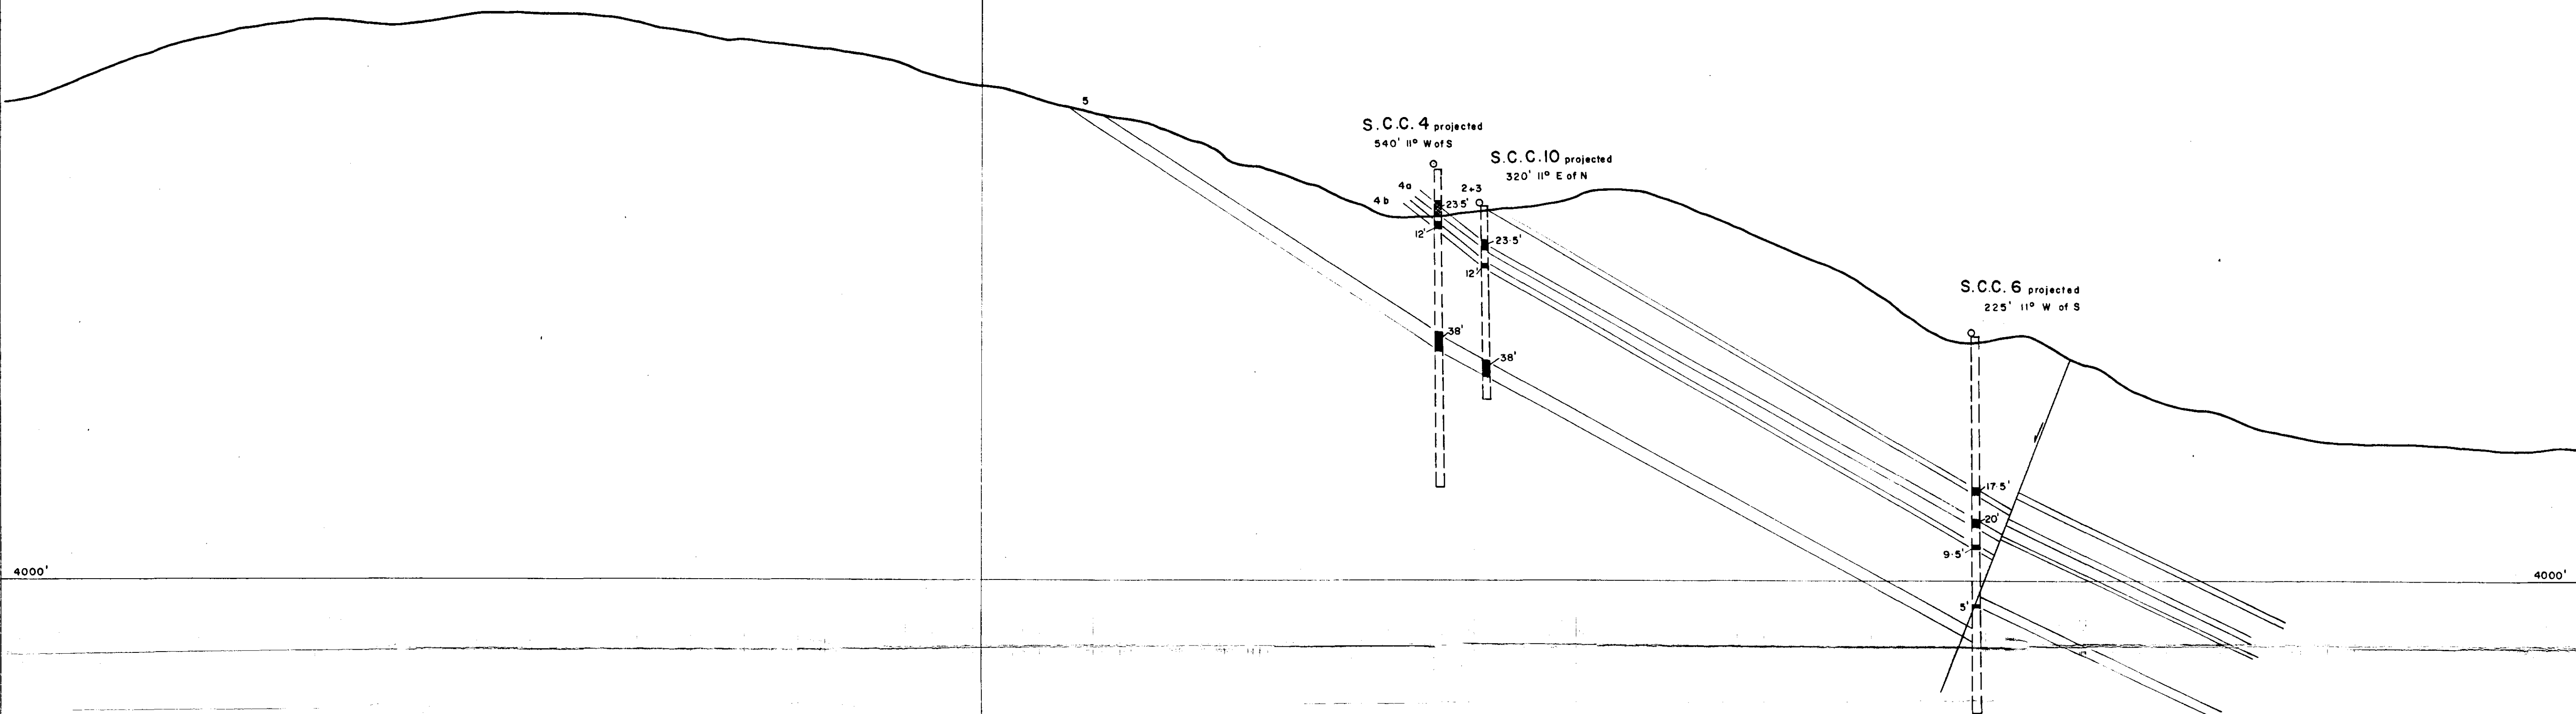 5
S.C.C. 4 projected
540' 11° W of S
S.C.C. 10 projected
320' 11° E of N
4a
2+3
4 b
23.5'
12'
23.5'
12'
38'
38'
S.C.C. 6 projected
225' 11° W of S
17.5'
20'
9.5'
4000'
4000'
5'